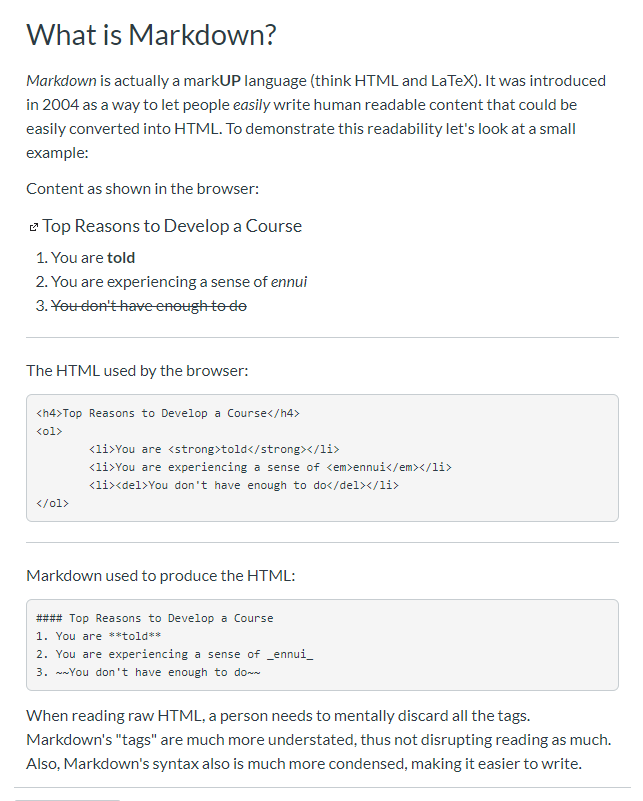 What is Markdown?
Markdown is actually a markUP language (think HTML and LaTeX). It was introduced
in 2004 as a way to let people easily write human readable content that could be
easily converted into HTML. To demonstrate this readability let's look at a small
example:
Content as shown in the browser:
Top Reasons to Develop a Course
1. You are told
2. You are experiencing a sense of ennui
3. You don't have enough to do
The HTML used by the browser:
<h4>Top Reasons to Develop a Course</h4>
<ol>
        <li>You are <strong>told</strong></li>
        <li>You are experiencing a sense of <em>ennui</em></li>
        <li><del>You don't have enough to do</del></li>
</ol>
Markdown used to produce the HTML:
#### Top Reasons to Develop a Course
1. You are **told**
2. You are experiencing a sense of _ennui_
3. ~~You don't have enough to do~~
When reading raw HTML, a person needs to mentally discard all the tags.
Markdown's "tags" are much more understated, thus not disrupting reading as much.
Also, Markdown's syntax also is much more condensed, making it easier to write.